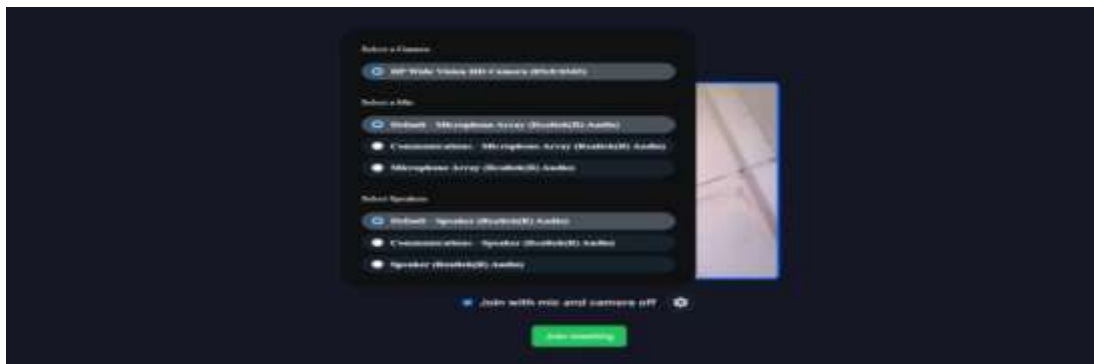 Select a Camera
HP Wide Vision HD Camera
Select a Mic
Default - Microphone Array (Realtek(R) Audio)
Communications - Microphone Array (Realtek(R) Audio)
Microphone Array (Realtek(R) Audio)
Select Speakers
Default - Speaker (Realtek(R) Audio)
Communications - Speaker (Realtek(R) Audio)
Speaker (Realtek(R) Audio)
Join with mic and camera off
Join meeting